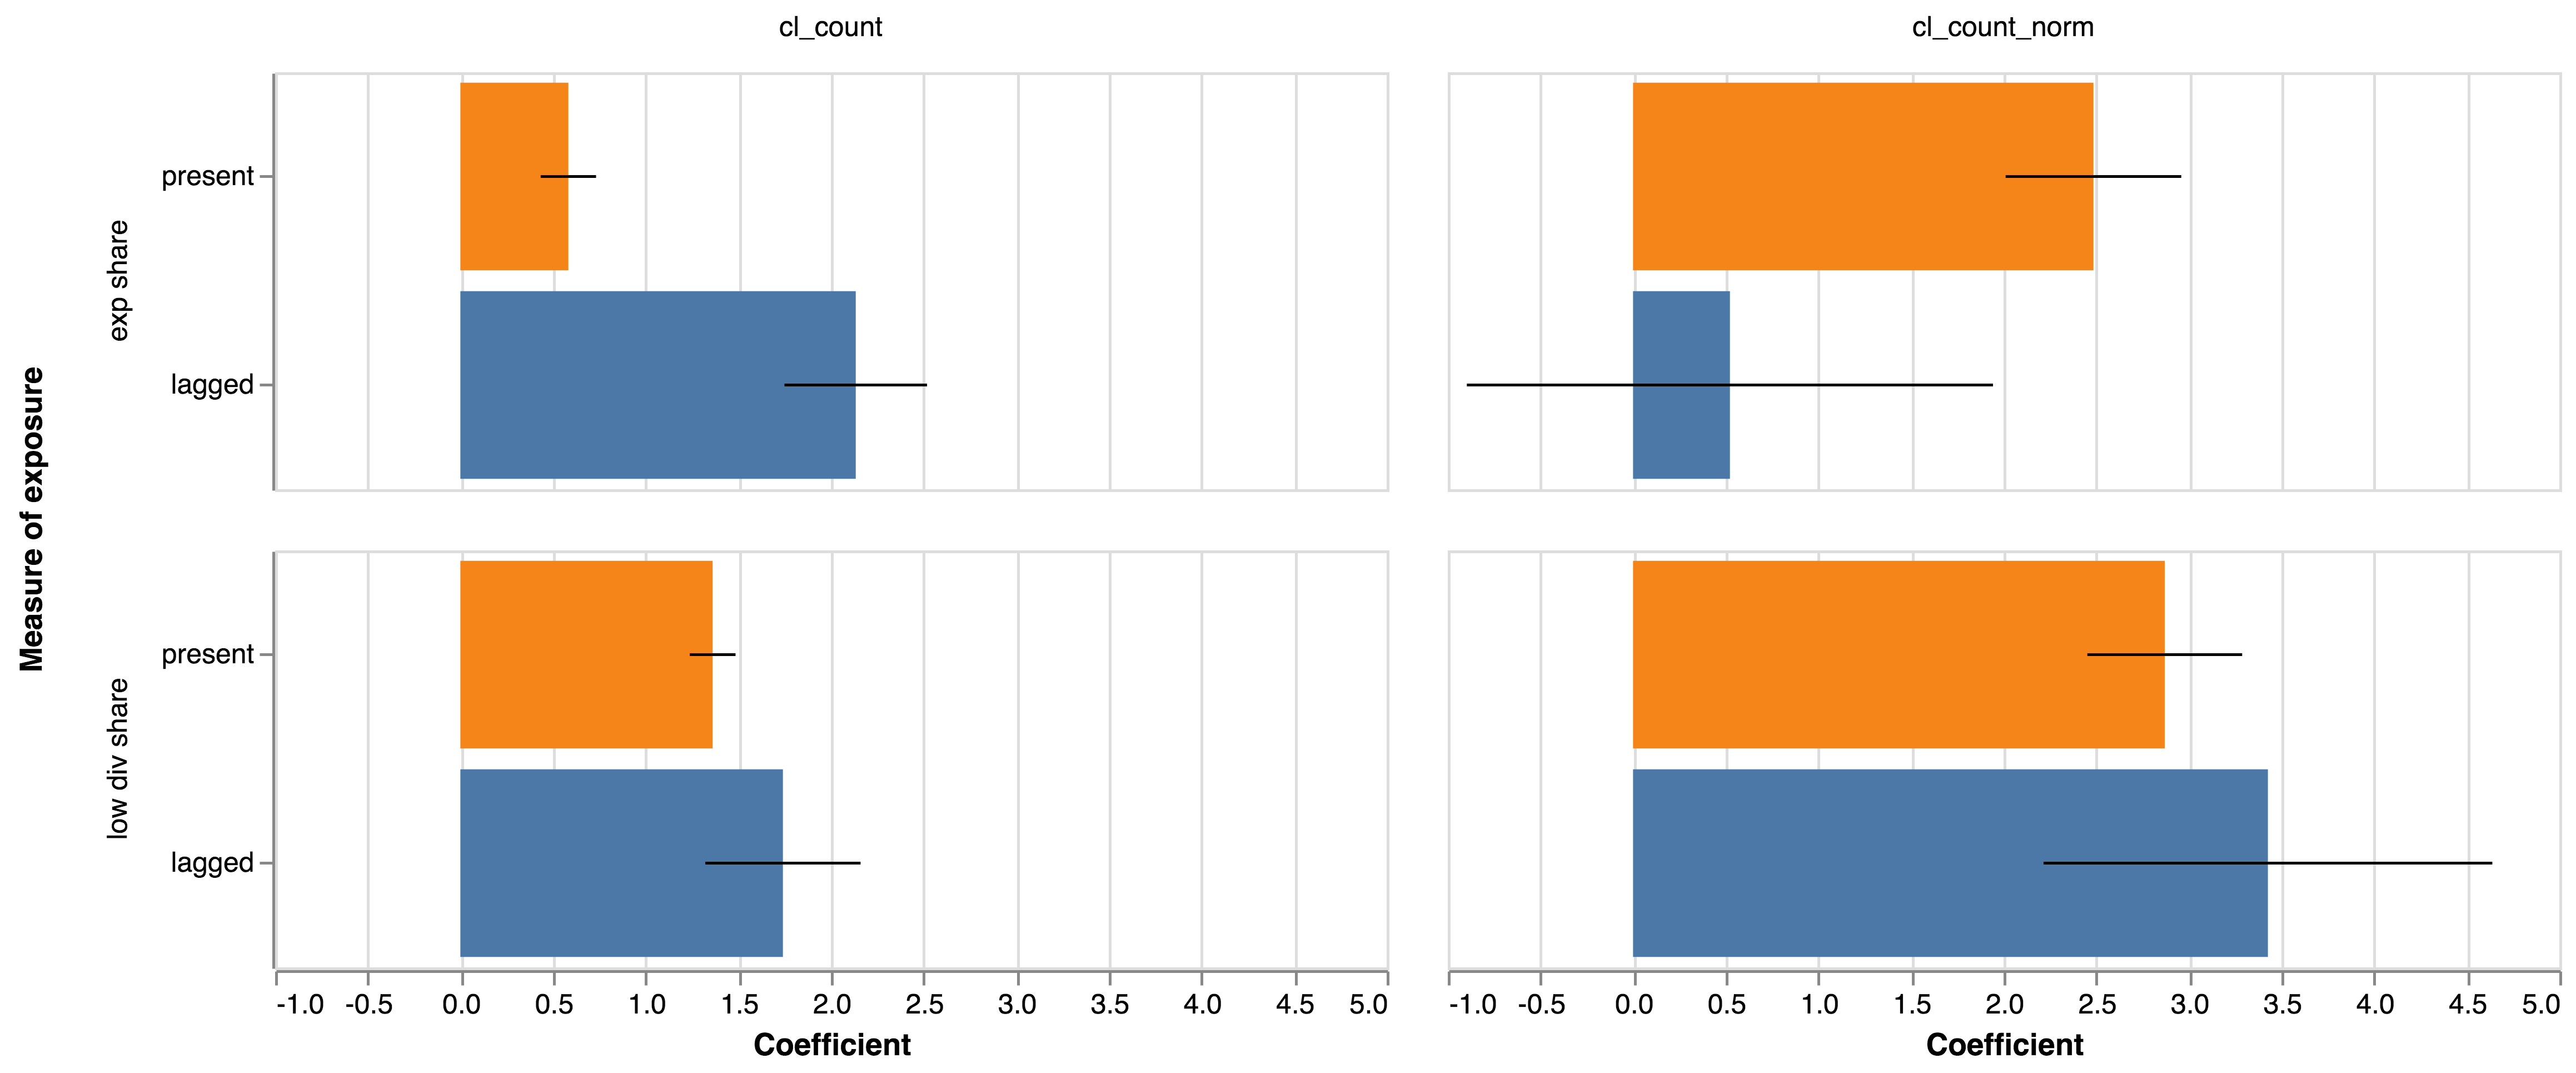 cl_count
cl_count_norm
Measure of exposure
exp share
present
lagged
low div share
present
lagged
-1.0 -0.5 0.0 0.5 1.0 1.5 2.0 2.5 3.0 3.5 4.0 4.5 5.0
-1.0 -0.5 0.0 0.5 1.0 1.5 2.0 2.5 3.0 3.5 4.0 4.5 5.0
Coefficient
Coefficient